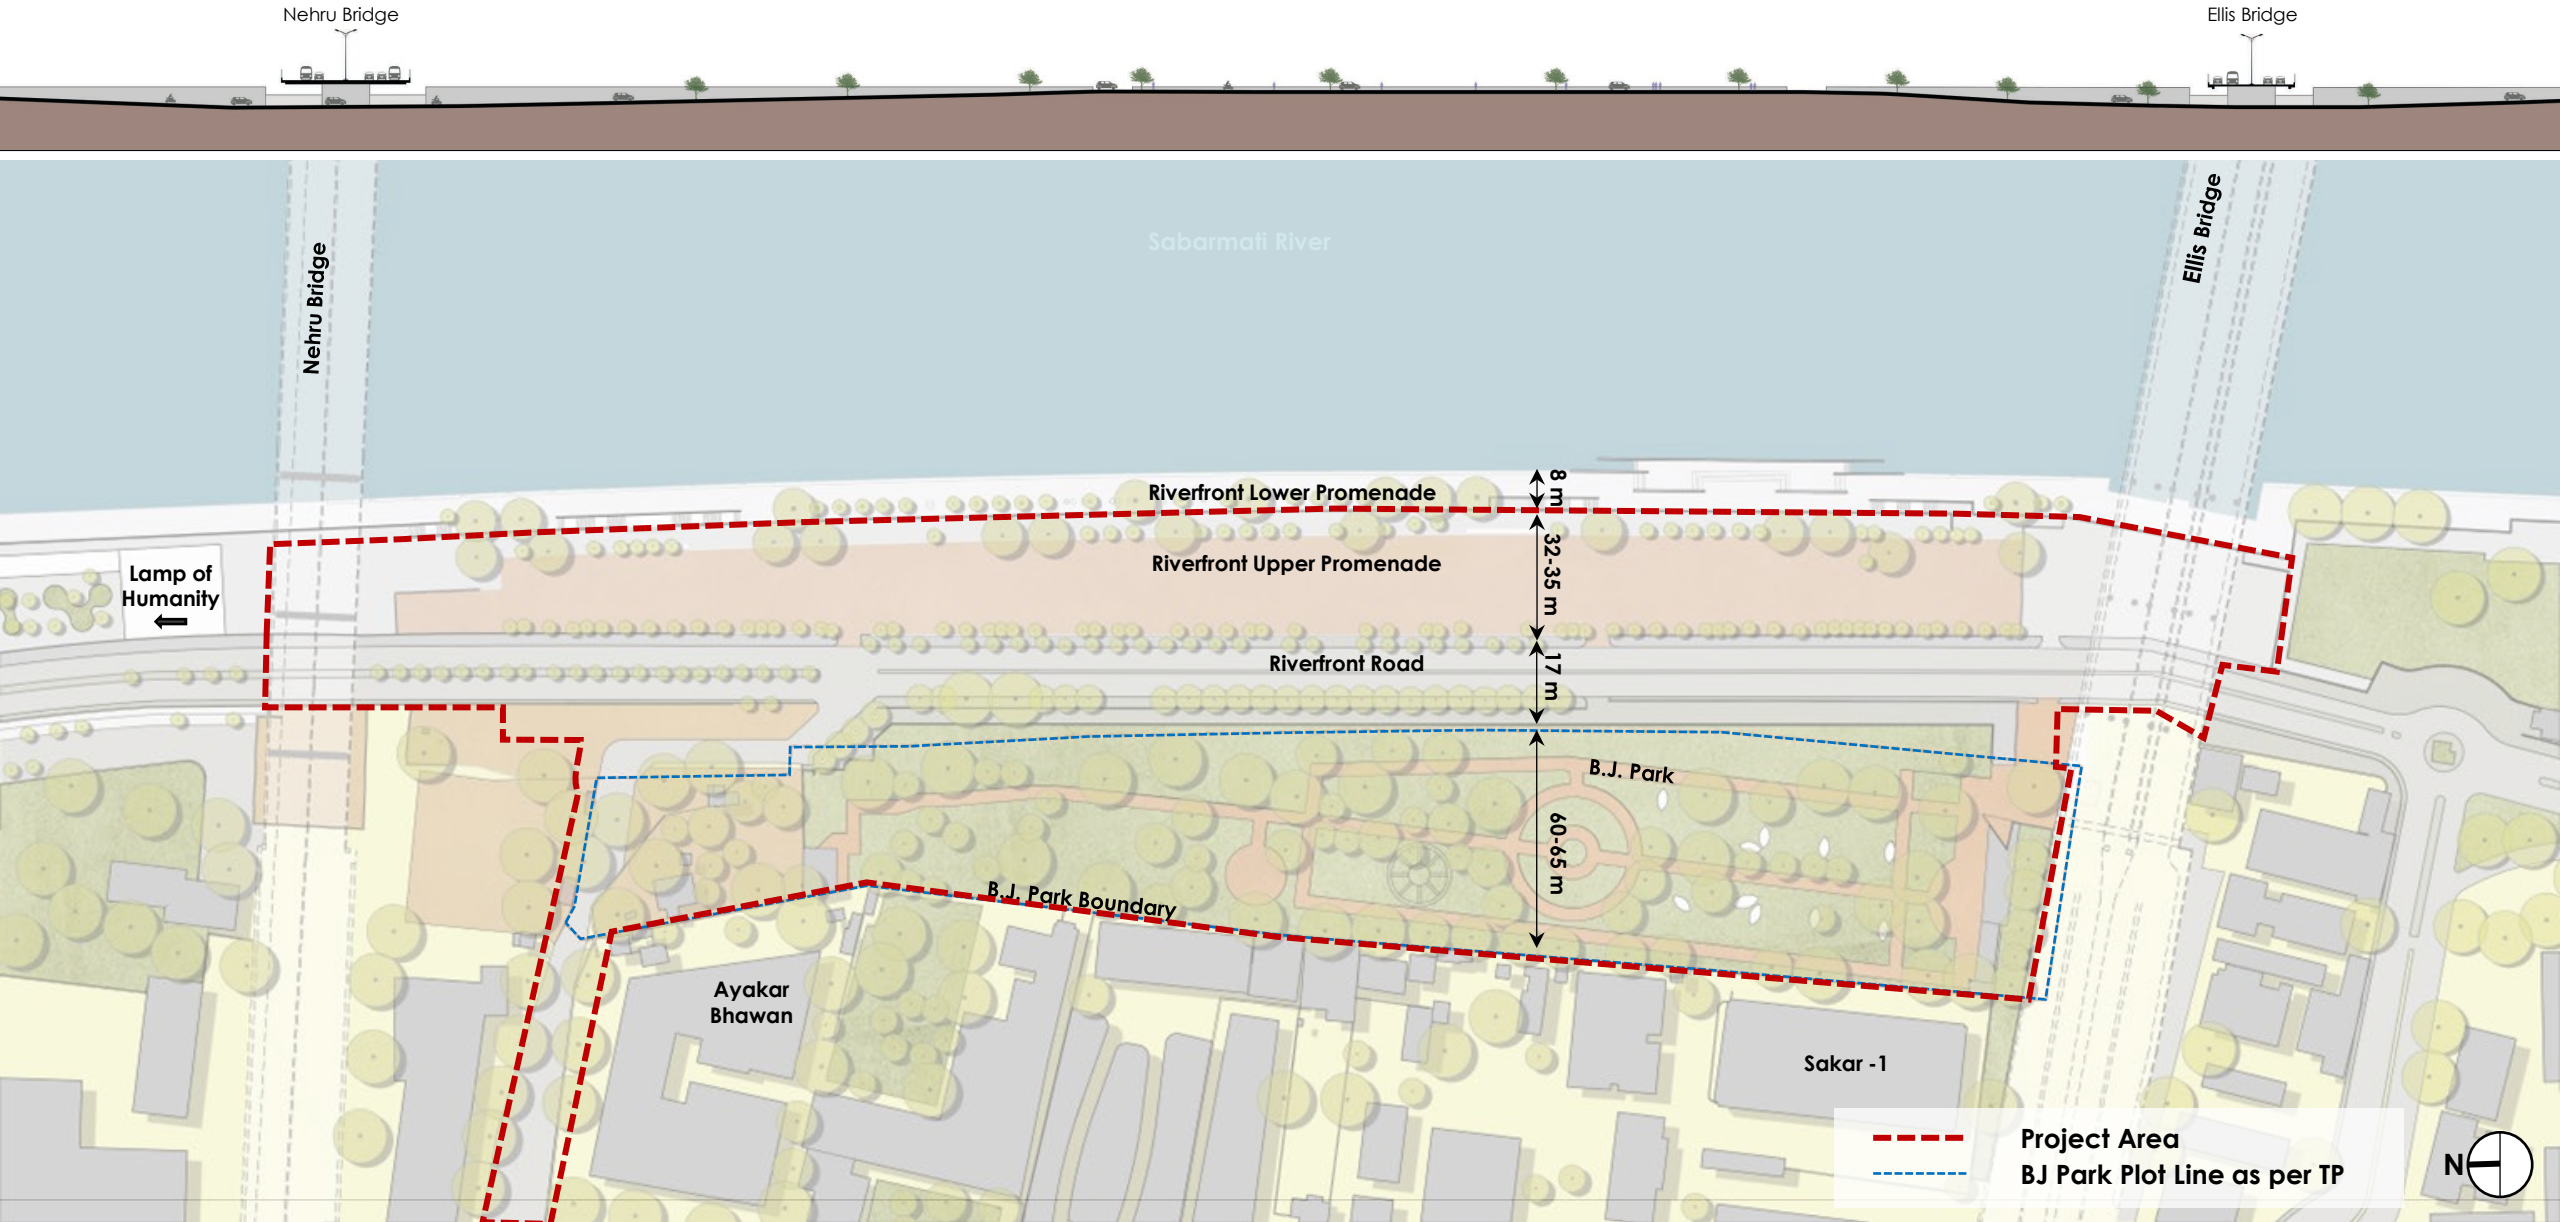 Nehru Bridge
Ellis Bridge
Sabarmati River
Nehru Bridge
Ellis Bridge
Riverfront Lower Promenade
8 m
Lamp of
Humanity
Riverfront Upper Promenade
32-35 m
Riverfront Road
17 m
B.J. Park
60-65 m
B.J. Park Boundary
Ayakar
Bhawan
Sakar -1
Project Area
BJ Park Plot Line as per TP
N